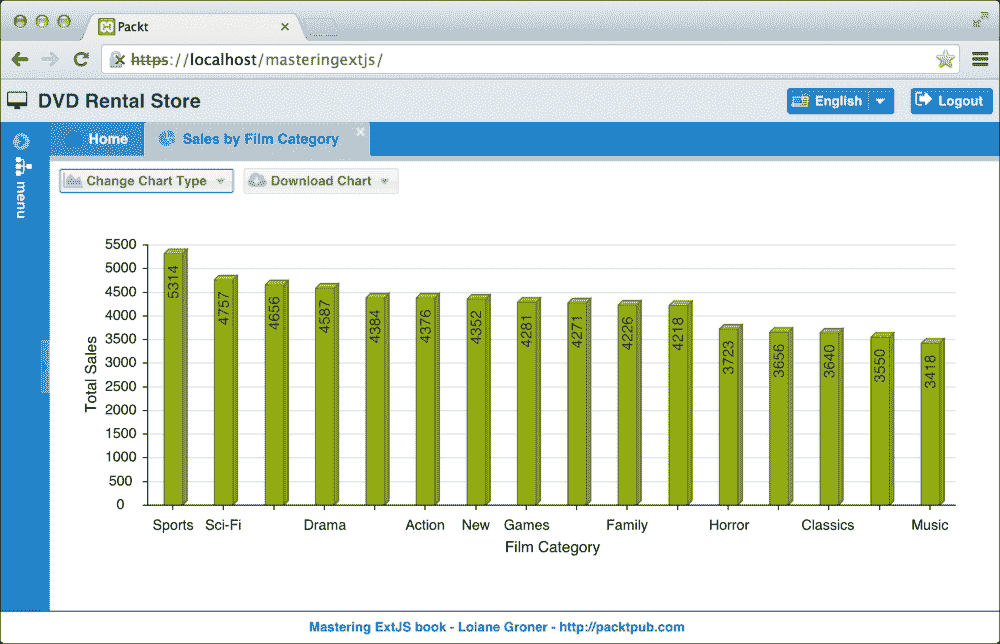 Packt
https://localhost/masteringextjs/
DVD Rental Store
English
Logout
menu
Home
Sales by Film Category
Change Chart Type
Download Chart
Total Sales
5500
5000
4500
4000
3500
3000
2500
2000
1500
1000
500
0
5314 4757 4656 4587 4384 4376 4352 4281 4271 4226 4218 3723 3656 3640 3550 3418
Sports Sci-Fi Drama Action New Games Family Horror Classics Music
Film Category
Mastering ExtJS book - Loiane Groner - http://packtpub.com